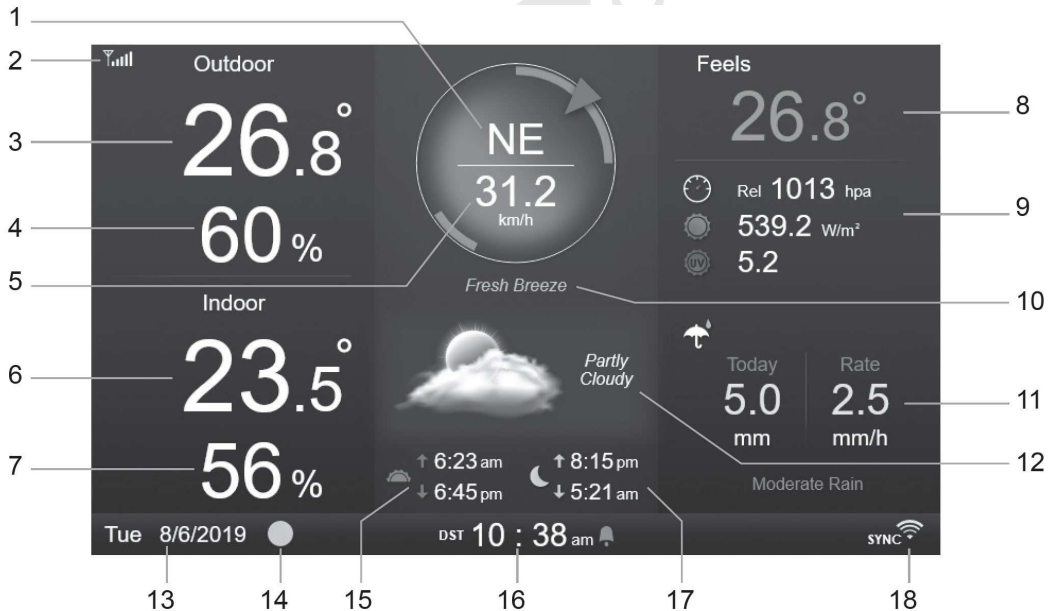 1
2
3
4
5
6
7
8
9
10
11
12
13
14
15
16
17
18
Outdoor
26.8°
60 %
Indoor
23.5°
56 %
NE
31.2
km/h
Fresh Breeze
Partly
Cloudy
↑ 6:23 am
↓ 6:45 pm
↑ 8:15 pm
↓ 5:21 am
Feels
26.8°
Rel 1013 hpa
539.2 W/m²
UV 5.2
Today
5.0
mm
Rate
2.5
mm/h
Moderate Rain
Tue 8/6/2019
DST 10 : 38 am
SYNC